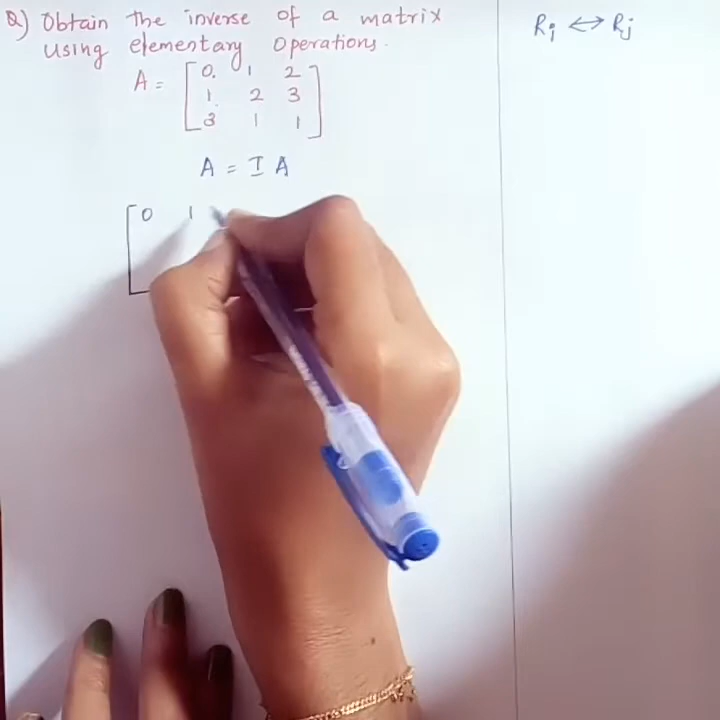 Q) Obtain the inverse of a matrix
using elementary operations.
A = [0 1 2
1 2 3
3 1 1]
A = I A
[0 1
Ri ↔ Rj